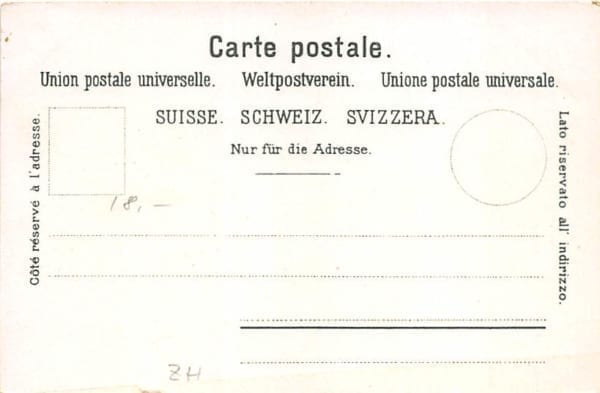 Carte postale.
Union postale universelle. Weltpostverein. Unione postale universale.
SUISSE. SCHWEIZ. SVIZZERA.
Nur für die Adresse.
Côté réservé à l'adresse.
Lato riservato all' indirizzo.
18,—
ZH